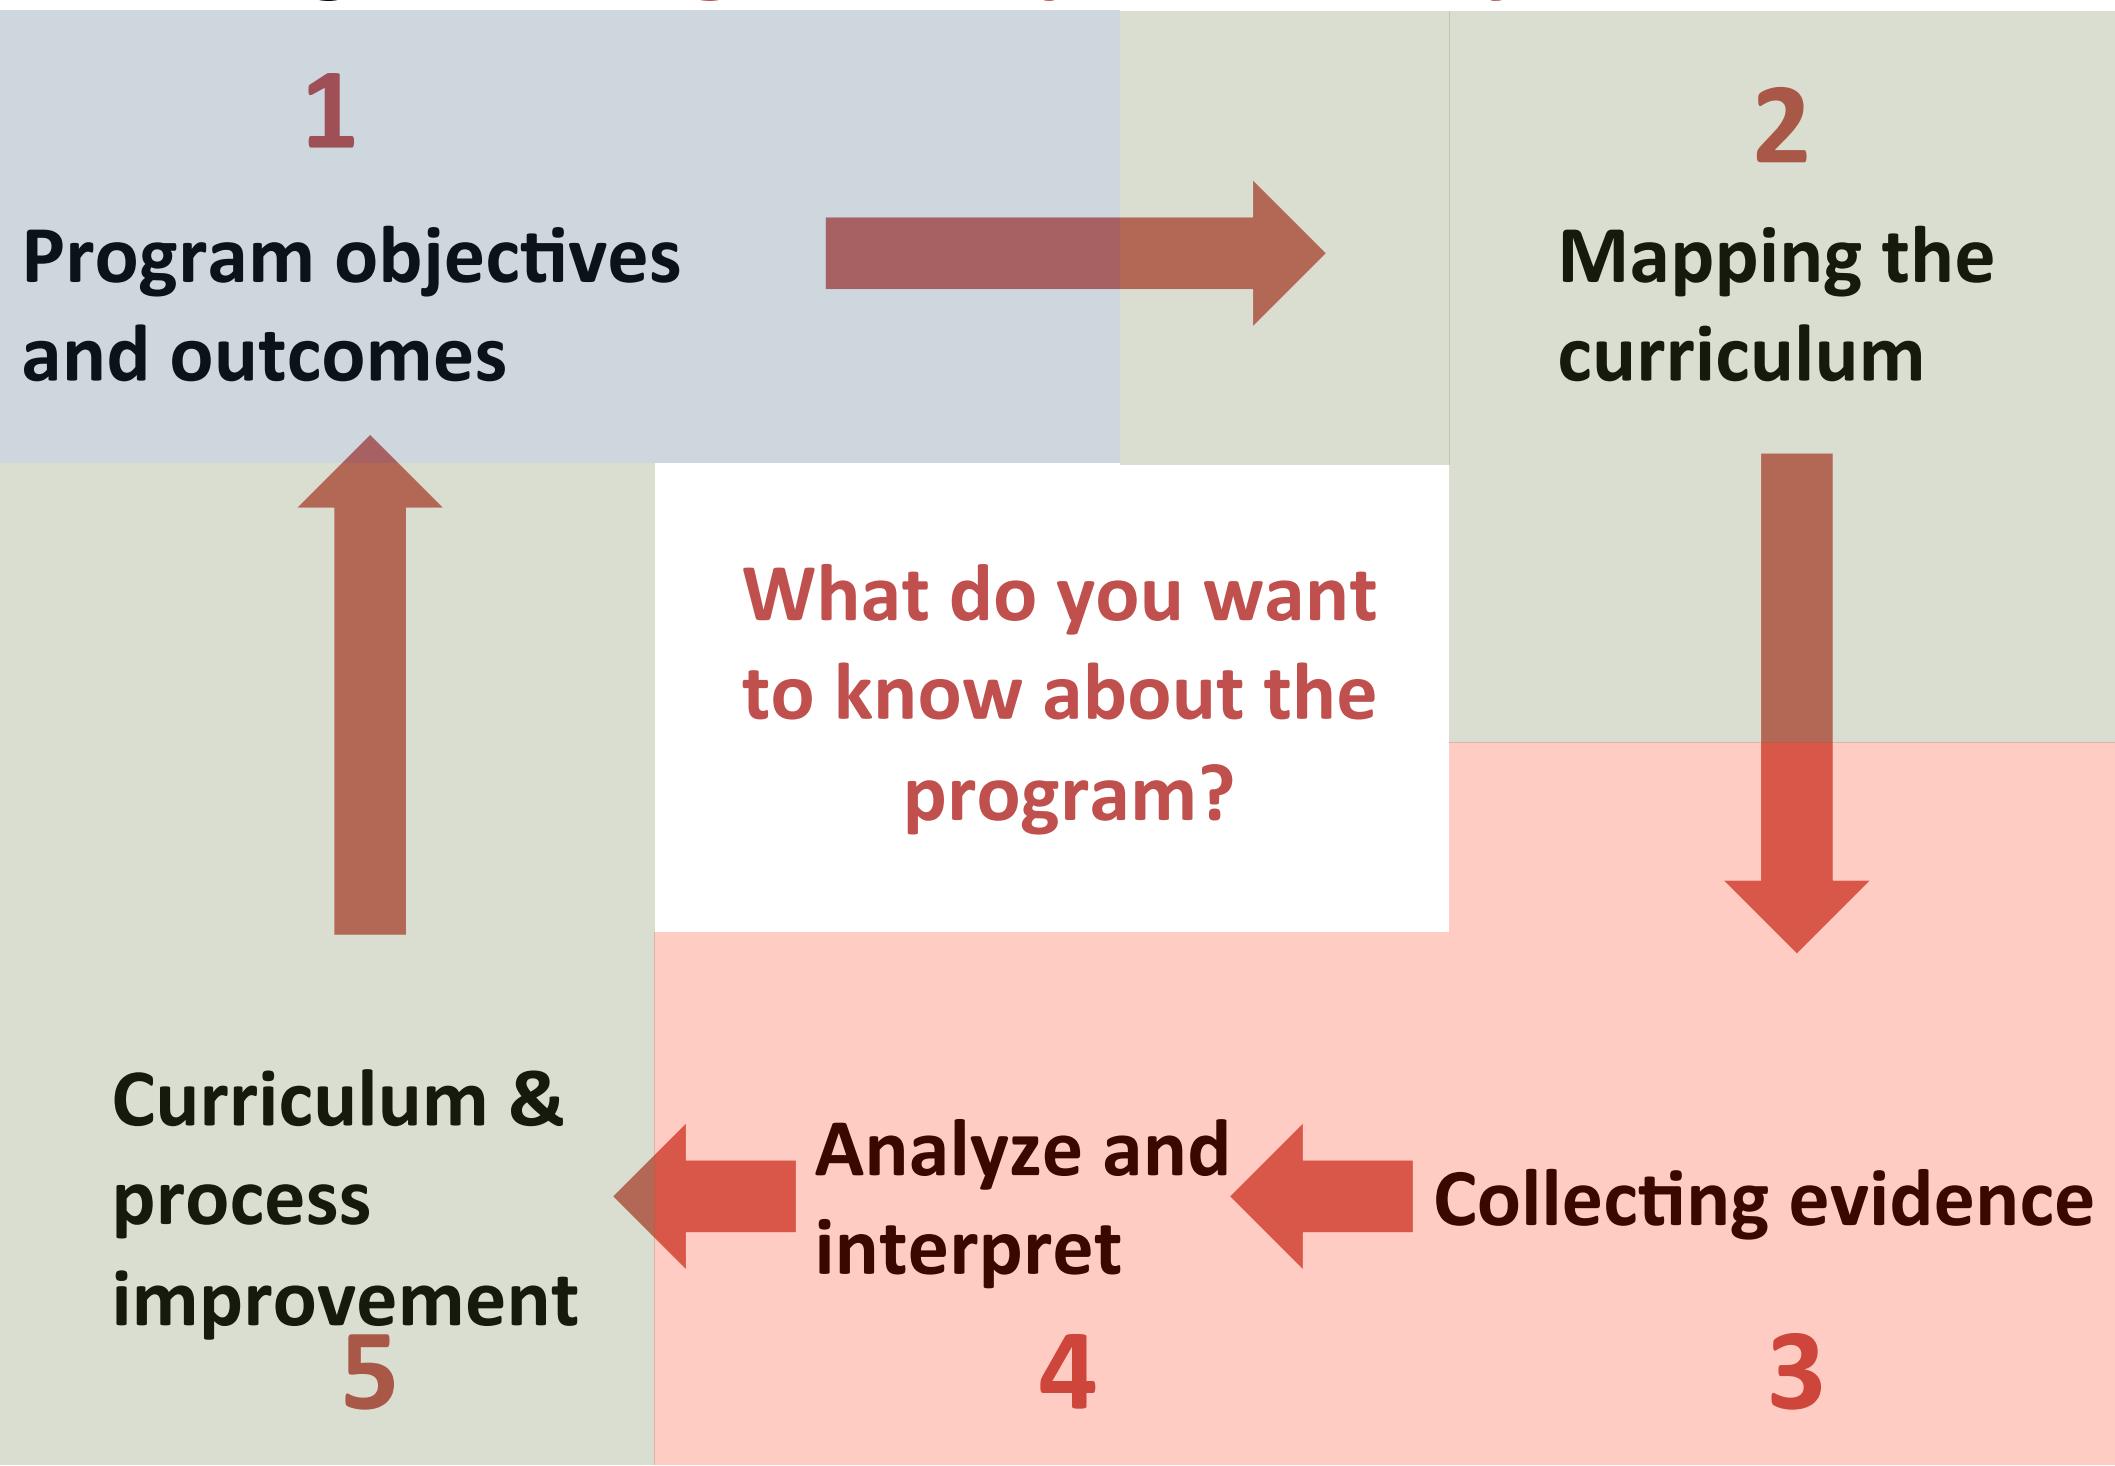 1
Program objectives
and outcomes
2
Mapping the
curriculum
What do you want
to know about the
program?
Curriculum &
process
improvement
5
Analyze and
interpret
4
Collecting evidence
3